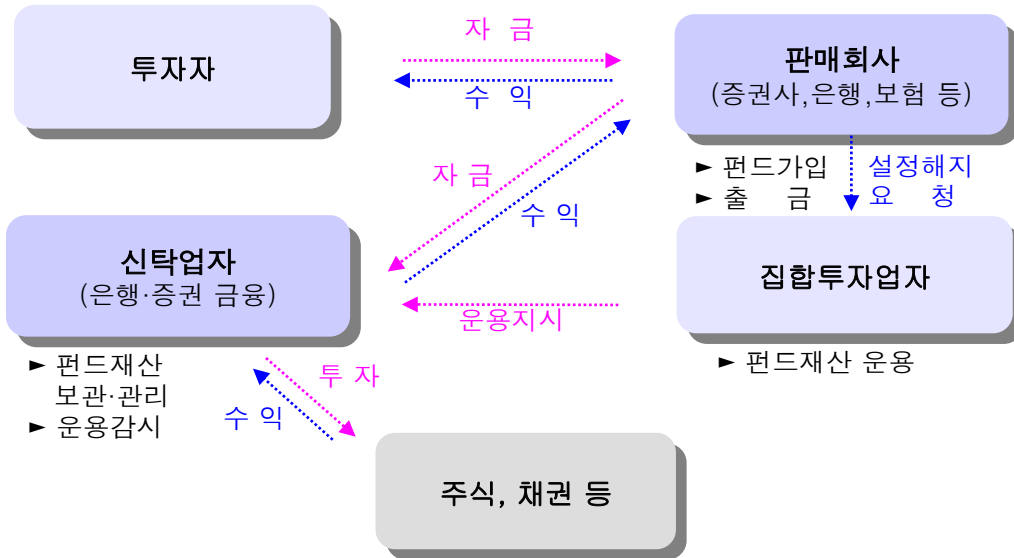 투자자
자 금
수 익
판매회사
(증권사,은행,보험 등)
► 펀드가입
► 출 금
설정해지
요 청
자 금
수 익
신탁업자
(은행·증권 금융)
집합투자업자
운용지시
► 펀드재산
보관·관리
► 운용감시
► 펀드재산 운용
투 자
수 익
주식, 채권 등